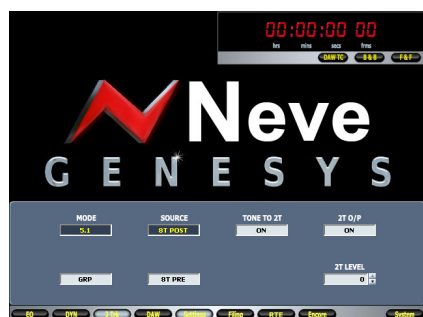 00:00:00 00
hrs mins secs frms
DAW TC B&B F&F
Neve
GENESYS
MODE SOURCE TONE TO 2T 2T O/P
5.1 8T POST ON ON
2T LEVEL
GRP 8T PRE 0
EQ DYN 2 Trk DAW Settings Filing RTE Encore System